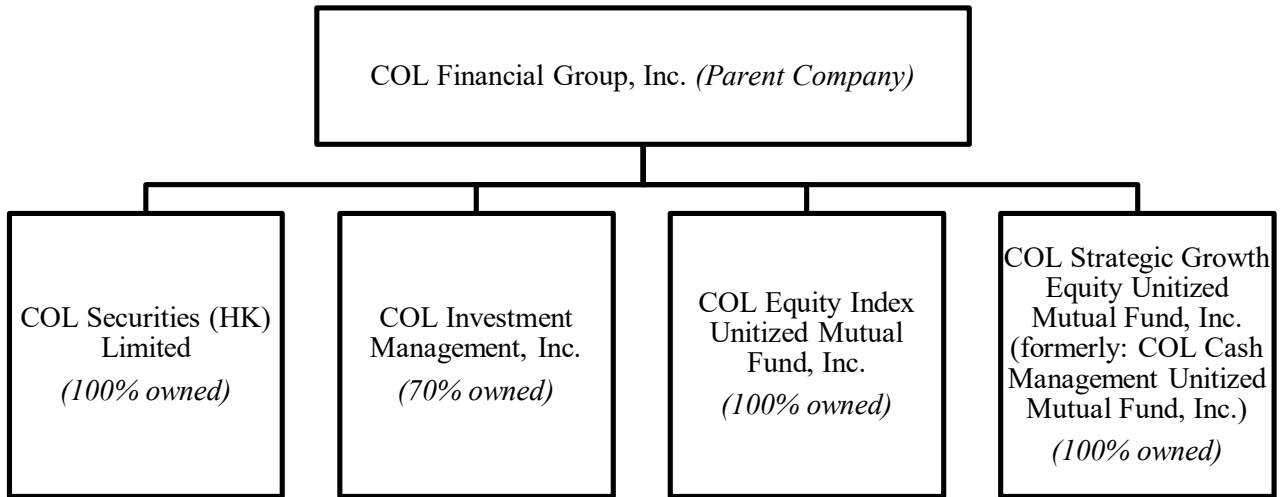 COL Financial Group, Inc. (Parent Company)
COL Securities (HK)
Limited
(100% owned)
COL Investment
Management, Inc.
(70% owned)
COL Equity Index
Unitized Mutual
Fund, Inc.
(100% owned)
COL Strategic Growth
Equity Unitized
Mutual Fund, Inc.
(formerly: COL Cash
Management Unitized
Mutual Fund, Inc.)
(100% owned)